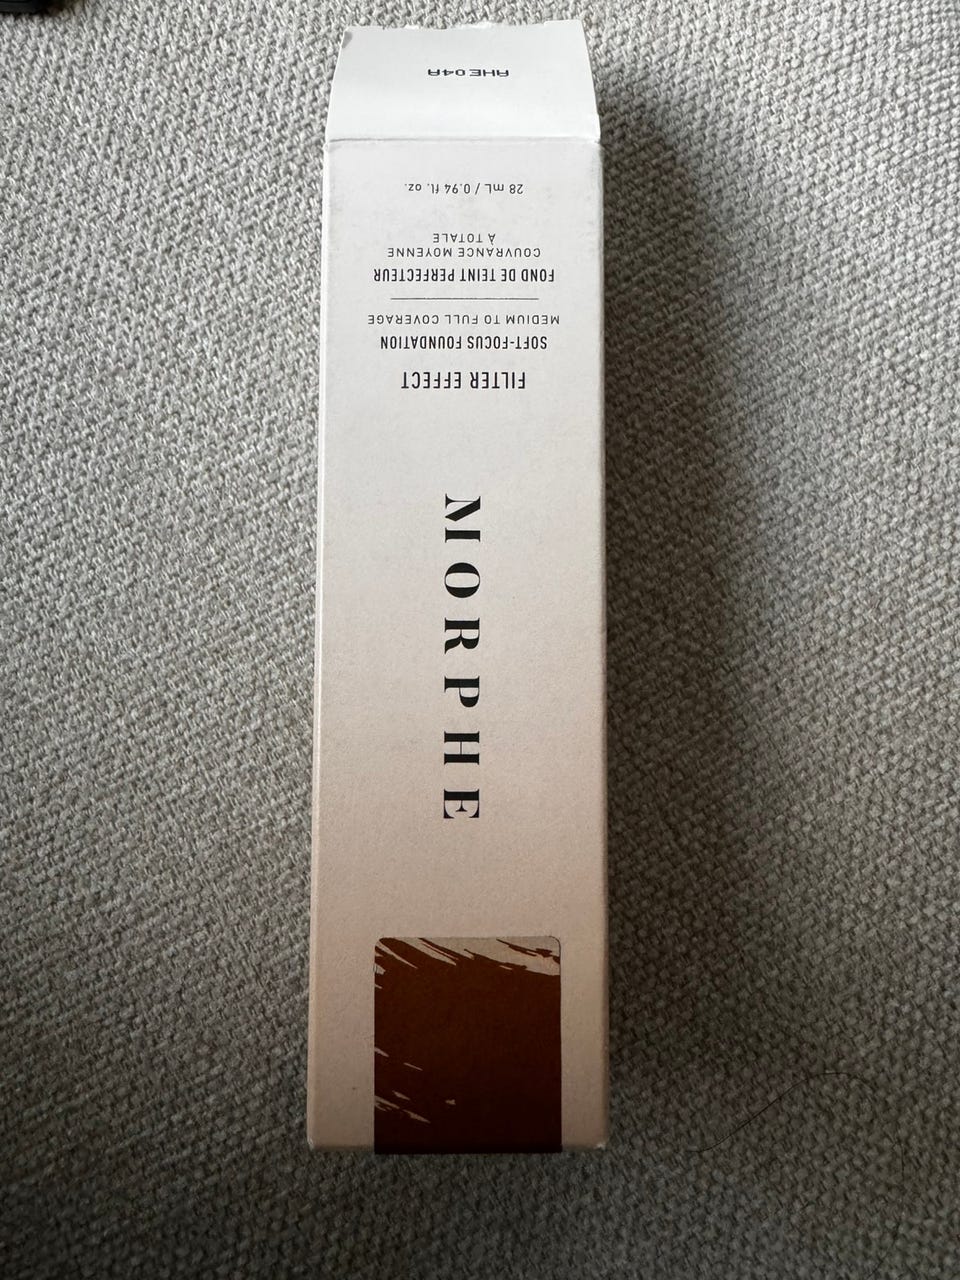 MORPHE
FILTER EFFECT
SOFT-FOCUS FOUNDATION
MEDIUM TO FULL COVERAGE
FOND DE TEINT PERFECTEUR
COUVRANCE MOYENNE
À TOTALE
28 mL / 0.94 fl. oz.
AHE04A